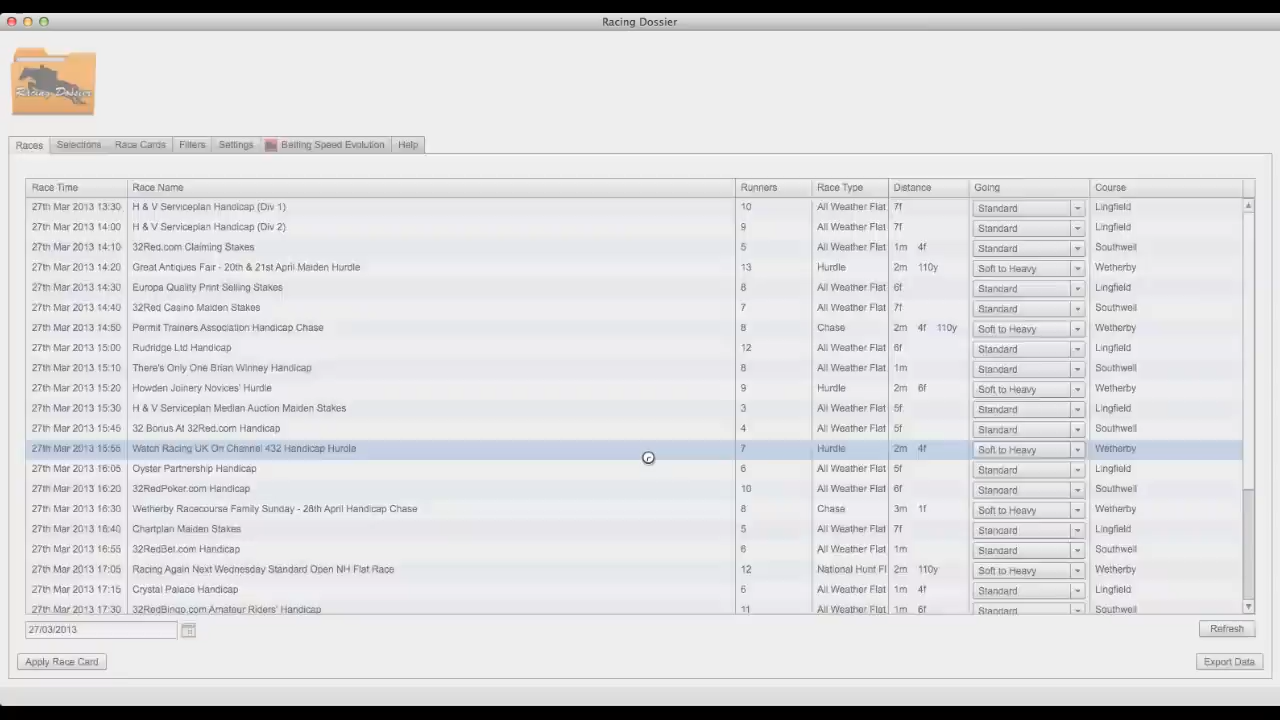 Racing Dossier
Racing Dossier
Races Selections Race Cards Filters Settings Betting Speed Evolution Help
Race Time Race Name Runners Race Type Distance Going Course
27th Mar 2013 13:30 H & V Serviceplan Handicap (Div 1) 10 All Weather Flat 7f Standard Lingfield
27th Mar 2013 14:00 H & V Serviceplan Handicap (Div 2) 9 All Weather Flat 7f Standard Lingfield
27th Mar 2013 14:10 32Red.com Claiming Stakes 5 All Weather Flat 1m 4f Standard Southwell
27th Mar 2013 14:20 Great Antiques Fair - 20th & 21st April Maiden Hurdle 13 Hurdle 2m 110y Soft to Heavy Wetherby
27th Mar 2013 14:30 Europa Quality Print Selling Stakes 8 All Weather Flat 6f Standard Lingfield
27th Mar 2013 14:40 32Red Casino Maiden Stakes 7 All Weather Flat 7f Standard Southwell
27th Mar 2013 14:50 Permit Trainers Association Handicap Chase 8 Chase 2m 4f 110y Soft to Heavy Wetherby
27th Mar 2013 15:00 Rudridge Ltd Handicap 12 All Weather Flat 6f Standard Lingfield
27th Mar 2013 15:10 There's Only One Brian Winney Handicap 8 All Weather Flat 1m Standard Southwell
27th Mar 2013 15:20 Howden Joinery Novices' Hurdle 9 Hurdle 2m 6f Soft to Heavy Wetherby
27th Mar 2013 15:30 H & V Serviceplan Median Auction Maiden Stakes 3 All Weather Flat 5f Standard Lingfield
27th Mar 2013 15:45 32 Bonus At 32Red.com Handicap 4 All Weather Flat 5f Standard Southwell
27th Mar 2013 15:55 Watch Racing UK On Channel 432 Handicap Hurdle 7 Hurdle 2m 4f Soft to Heavy Wetherby
27th Mar 2013 16:05 Oyster Partnership Handicap 6 All Weather Flat 5f Standard Lingfield
27th Mar 2013 16:20 32RedPoker.com Handicap 10 All Weather Flat 6f Standard Southwell
27th Mar 2013 16:30 Wetherby Racecourse Family Sunday - 28th April Handicap Chase 8 Chase 3m 1f Soft to Heavy Wetherby
27th Mar 2013 16:40 Chartplan Maiden Stakes 5 All Weather Flat 7f Standard Lingfield
27th Mar 2013 16:55 32RedBet.com Handicap 6 All Weather Flat 1m Standard Southwell
27th Mar 2013 17:05 Racing Again Next Wednesday Standard Open NH Flat Race 12 National Hunt Fl 2m 110y Soft to Heavy Wetherby
27th Mar 2013 17:15 Crystal Palace Handicap 6 All Weather Flat 1m 4f Standard Lingfield
27th Mar 2013 17:30 32RedBingo.com Amateur Riders' Handicap 11 All Weather Flat 1m 6f Standard Southwell
27/03/2013 Refresh
Apply Race Card Export Data